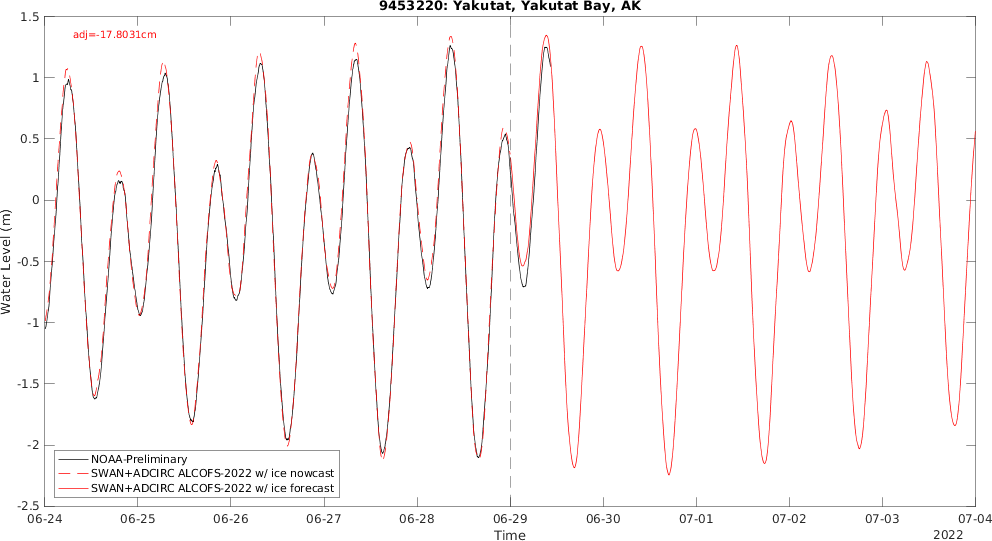 9453220: Yakutat, Yakutat Bay, AK
adj=-17.8031cm
1.5
1
0.5
0
-0.5
-1
-1.5
-2
-2.5
Water Level (m)
NOAA-Preliminary
SWAN+ADCIRC ALCOFS-2022 w/ ice nowcast
SWAN+ADCIRC ALCOFS-2022 w/ ice forecast
06-24 06-25 06-26 06-27 06-28 06-29 06-30 07-01 07-02 07-03 07-04
Time
2022